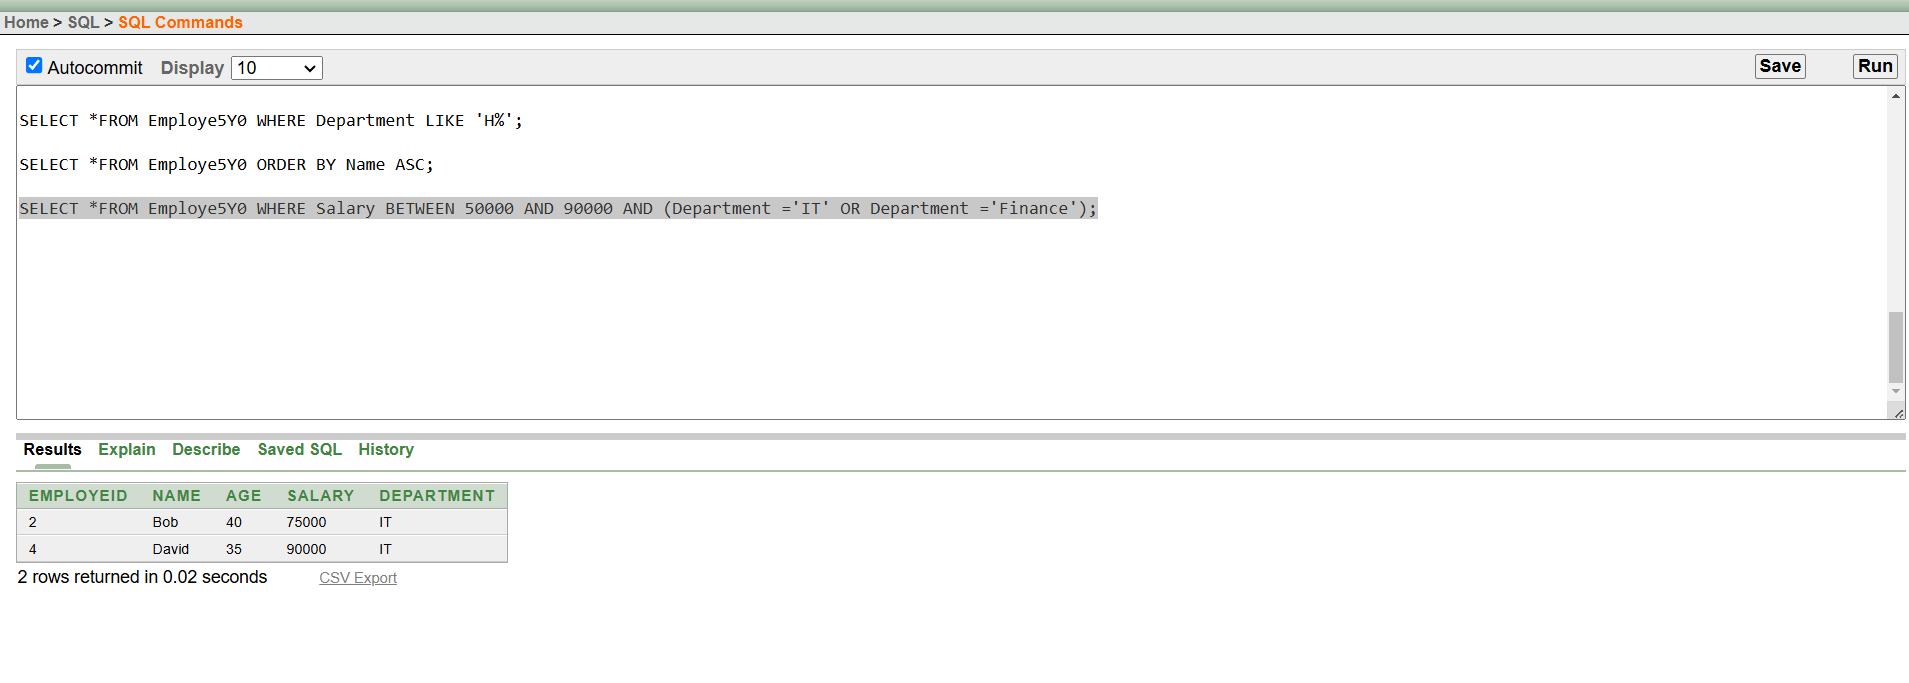 Home > SQL > SQL Commands
Autocommit Display 10 Save Run
SELECT *FROM Employe5Y0 WHERE Department LIKE 'H%';
SELECT *FROM Employe5Y0 ORDER BY Name ASC;
SELECT *FROM Employe5Y0 WHERE Salary BETWEEN 50000 AND 90000 AND (Department ='IT' OR Department ='Finance');
Results Explain Describe Saved SQL History
EMPLOYEID NAME AGE SALARY DEPARTMENT
2 Bob 40 75000 IT
4 David 35 90000 IT
2 rows returned in 0.02 seconds CSV Export